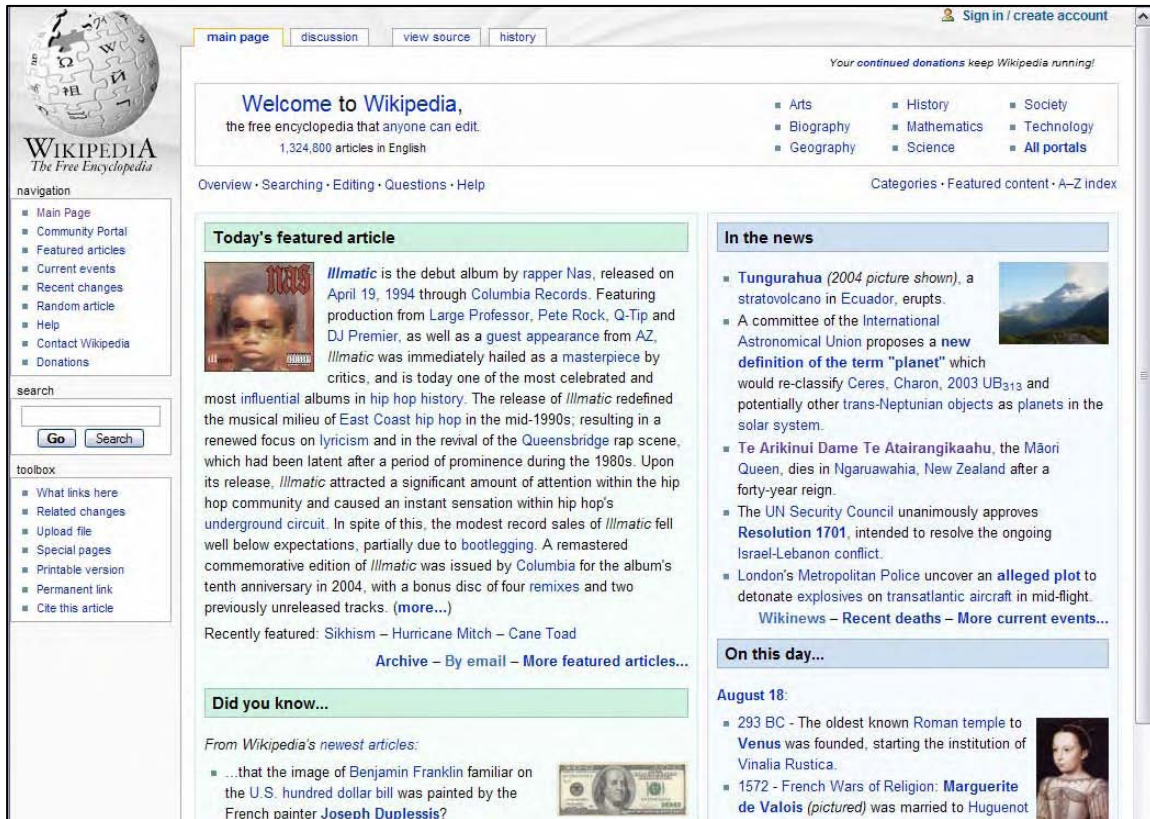 Sign in / create account
main page
discussion
view source
history
Your continued donations keep Wikipedia running!
WIKIPEDIA
The Free Encyclopedia
navigation
Main Page
Community Portal
Featured articles
Current events
Recent changes
Random article
Help
Contact Wikipedia
Donations
search
Go
Search
toolbox
What links here
Related changes
Upload file
Special pages
Printable version
Permanent link
Cite this article
Welcome to Wikipedia,
the free encyclopedia that anyone can edit.
1,324,800 articles in English
Arts
Biography
Geography
History
Mathematics
Science
Society
Technology
All portals
Overview · Searching · Editing · Questions · Help
Categories · Featured content · A–Z index
Today's featured article
nas
Illmatic is the debut album by rapper Nas, released on
April 19, 1994 through Columbia Records. Featuring
production from Large Professor, Pete Rock, Q-Tip and
DJ Premier, as well as a guest appearance from AZ,
Illmatic was immediately hailed as a masterpiece by
critics, and is today one of the most celebrated and
most influential albums in hip hop history. The release of Illmatic redefined
the musical milieu of East Coast hip hop in the mid-1990s; resulting in a
renewed focus on lyricism and in the revival of the Queensbridge rap scene,
which had been latent after a period of prominence during the 1980s. Upon
its release, Illmatic attracted a significant amount of attention within the hip
hop community and caused an instant sensation within hip hop's
underground circuit. In spite of this, the modest record sales of Illmatic fell
well below expectations, partially due to bootlegging. A remastered
commemorative edition of Illmatic was issued by Columbia for the album's
tenth anniversary in 2004, with a bonus disc of four remixes and two
previously unreleased tracks. (more...)
Recently featured: Sikhism – Hurricane Mitch – Cane Toad
Archive – By email – More featured articles...
Did you know...
From Wikipedia's newest articles:
...that the image of Benjamin Franklin familiar on
the U.S. hundred dollar bill was painted by the
French painter Joseph Duplessis?
In the news
Tungurahua (2004 picture shown), a
stratovolcano in Ecuador, erupts.
A committee of the International
Astronomical Union proposes a new
definition of the term "planet" which
would re-classify Ceres, Charon, 2003 UB313 and
potentially other trans-Neptunian objects as planets in the
solar system.
Te Arikinui Dame Te Atairangikaahu, the Māori
Queen, dies in Ngaruawahia, New Zealand after a
forty-year reign.
The UN Security Council unanimously approves
Resolution 1701, intended to resolve the ongoing
Israel-Lebanon conflict.
London's Metropolitan Police uncover an alleged plot to
detonate explosives on transatlantic aircraft in mid-flight.
Wikinews – Recent deaths – More current events...
On this day...
August 18:
293 BC - The oldest known Roman temple to
Venus was founded, starting the institution of
Vinalia Rustica.
1572 - French Wars of Religion: Marguerite
de Valois (pictured) was married to Huguenot